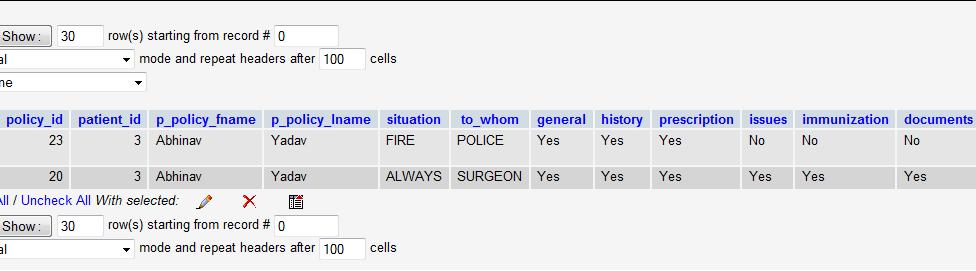 Show : 30 row(s) starting from record # 0
al mode and repeat headers after 100 cells
ne
policy_id patient_id p_policy_fname p_policy_lname situation to_whom general history prescription issues immunization documents
23 3 Abhinav Yadav FIRE POLICE Yes Yes Yes No No No
20 3 Abhinav Yadav ALWAYS SURGEON Yes Yes Yes Yes Yes Yes
All / Uncheck All With selected:
Show : 30 row(s) starting from record # 0
al mode and repeat headers after 100 cells